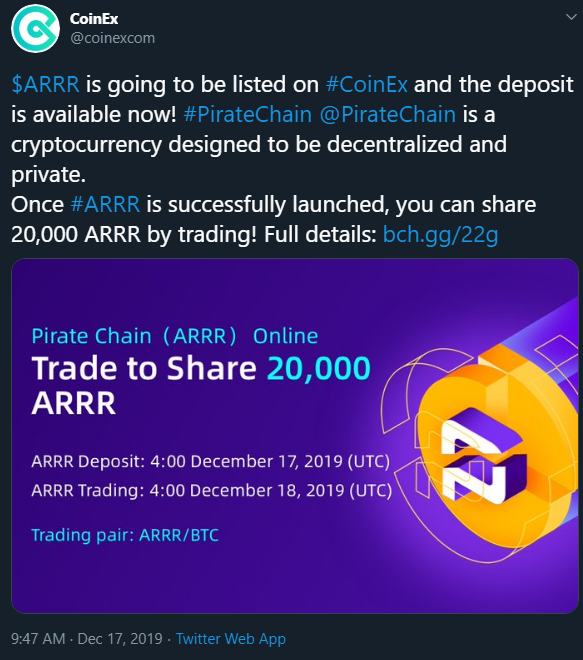 CoinEx
@coinexcom
$ARRR is going to be listed on #CoinEx and the deposit
is available now! #PirateChain @PirateChain is a
cryptocurrency designed to be decentralized and
private.
Once #ARRR is successfully launched, you can share
20,000 ARRR by trading! Full details: bch.gg/22g
Pirate Chain (ARRR) Online
Trade to Share 20,000
ARRR
ARRR Deposit: 4:00 December 17, 2019 (UTC)
ARRR Trading: 4:00 December 18, 2019 (UTC)
Trading pair: ARRR/BTC
9:47 AM · Dec 17, 2019 · Twitter Web App